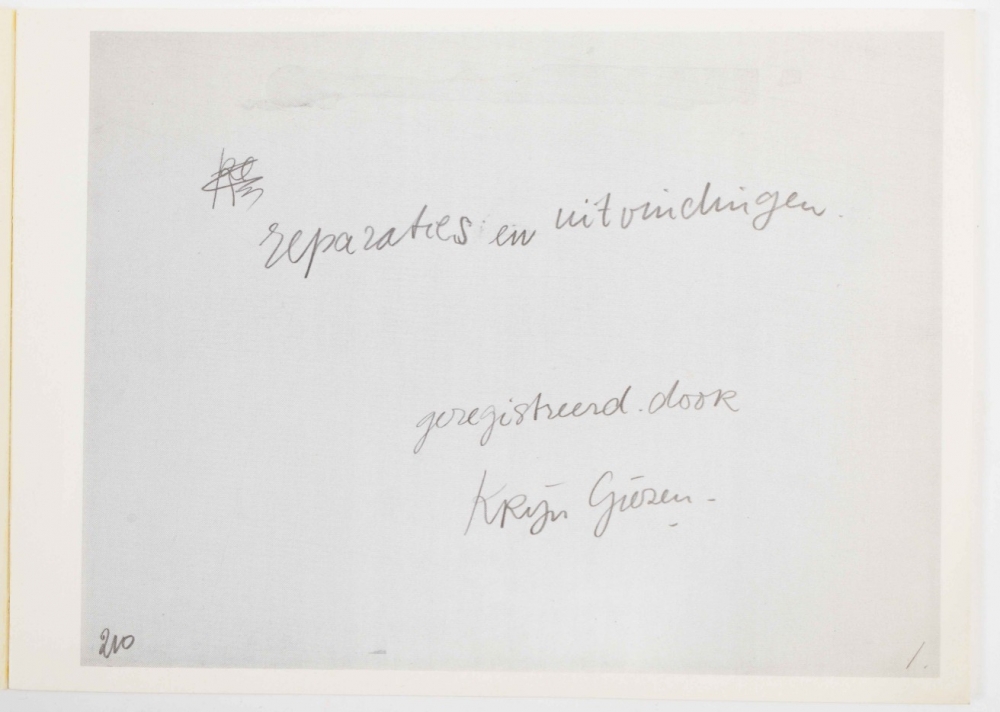 reparaties en uitvindingen.
geregistreerd.door
Krijn Giezen -
210
1.